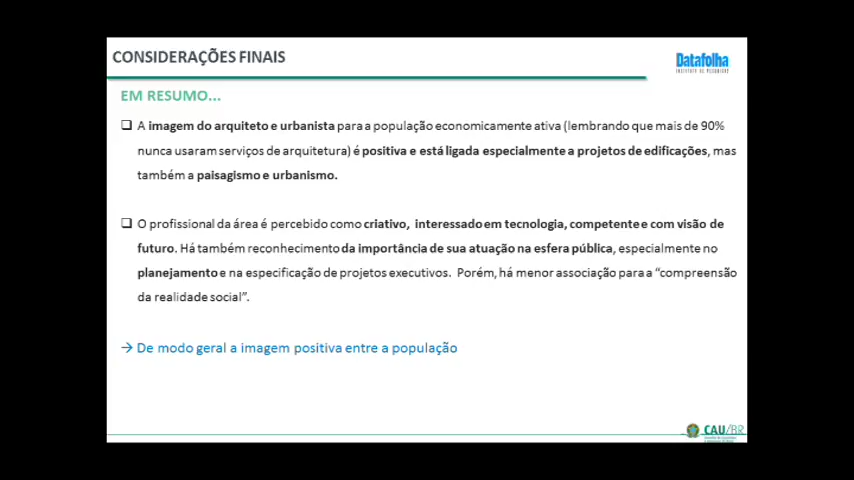 CONSIDERAÇÕES FINAIS
Datafolha
INSTITUTO DE PESQUISAS
EM RESUMO...
A imagem do arquiteto e urbanista para a população economicamente ativa (lembrando que mais de 90%
nunca usaram serviços de arquitetura) é positiva e está ligada especialmente a projetos de edificações, mas
também a paisagismo e urbanismo.
O profissional da área é percebido como criativo, interessado em tecnologia, competente e com visão de
futuro. Há também reconhecimento da importância de sua atuação na esfera pública, especialmente no
planejamento e na especificação de projetos executivos. Porém, há menor associação para a “compreensão
da realidade social”.
→ De modo geral a imagem positiva entre a população
CAU/BR